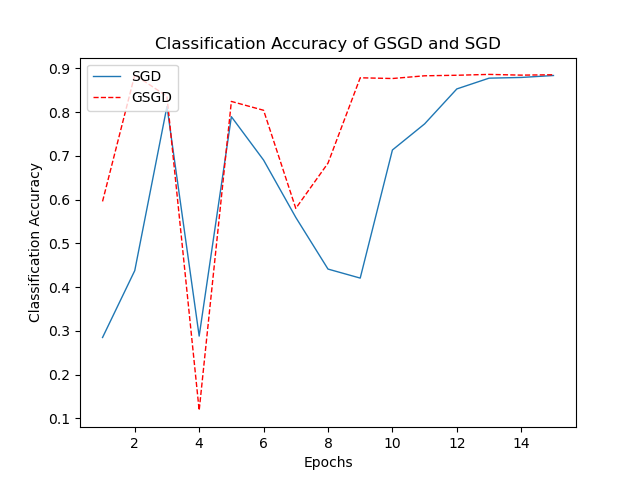 Classification Accuracy of GSGD and SGD
SGD
GSGD
0.9
0.8
0.7
0.6
0.5
0.4
0.3
0.2
0.1
Classification Accuracy
2 4 6 8 10 12 14
Epochs